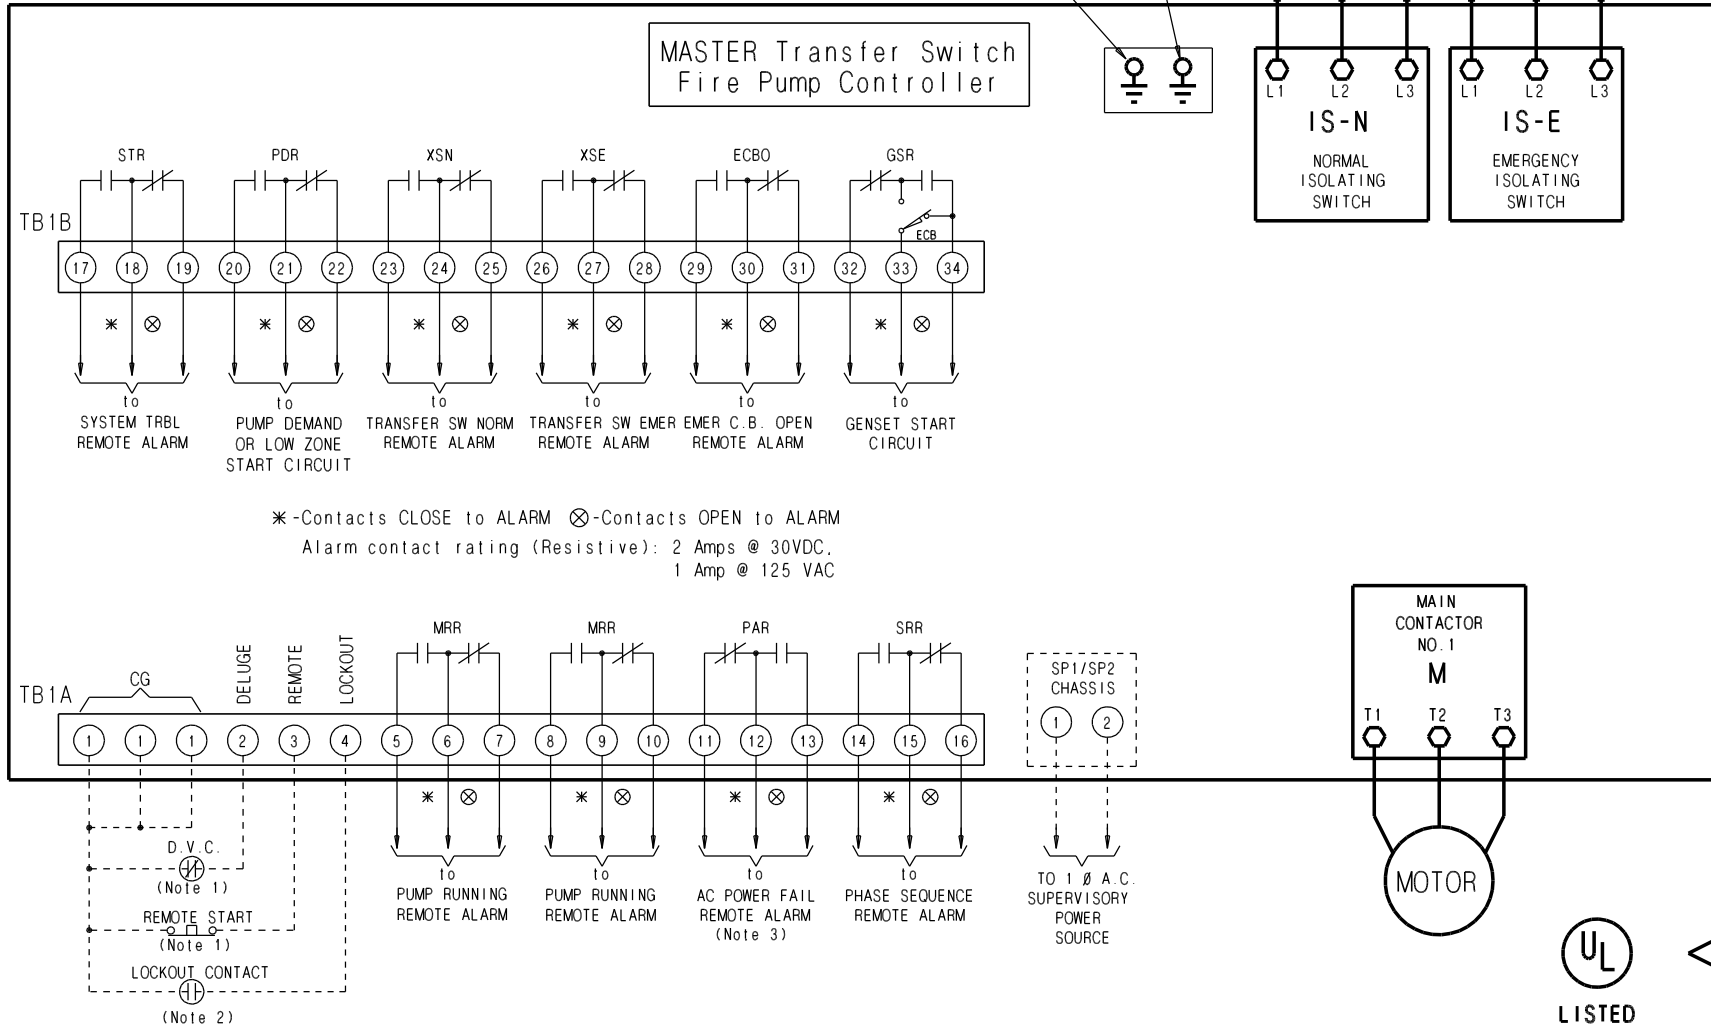 MASTER Transfer Switch
Fire Pump Controller
L1 L2 L3
IS-N
NORMAL
ISOLATING
SWITCH
L1 L2 L3
IS-E
EMERGENCY
ISOLATING
SWITCH
STR PDR XSN XSE ECBO GSR
ECB
TB1B
17 18 19 20 21 22 23 24 25 26 27 28 29 30 31 32 33 34
to
SYSTEM TRBL
REMOTE ALARM
to
PUMP DEMAND
OR LOW ZONE
START CIRCUIT
to
TRANSFER SW NORM
REMOTE ALARM
to
TRANSFER SW EMER
REMOTE ALARM
to
EMER C.B. OPEN
REMOTE ALARM
to
GENSET START
CIRCUIT
-Contacts CLOSE to ALARM -Contacts OPEN to ALARM
Alarm contact rating (Resistive): 2 Amps @ 30VDC,
1 Amp @ 125 VAC
TB1A
CG
DELUGE
REMOTE
LOCKOUT
MRR MRR PAR SRR
1 1 1 2 3 4 5 6 7 8 9 10 11 12 13 14 15 16
SP1/SP2
CHASSIS
1 2
MAIN
CONTACTOR
NO.1
M
T1 T2 T3
D.V.C.
(Note 1)
REMOTE START
(Note 1)
LOCKOUT CONTACT
(Note 2)
to
PUMP RUNNING
REMOTE ALARM
to
PUMP RUNNING
REMOTE ALARM
to
AC POWER FAIL
REMOTE ALARM
(Note 3)
to
PHASE SEQUENCE
REMOTE ALARM
TO 1 Ø A.C.
SUPERVISORY
POWER
SOURCE
MOTOR
UL
LISTED